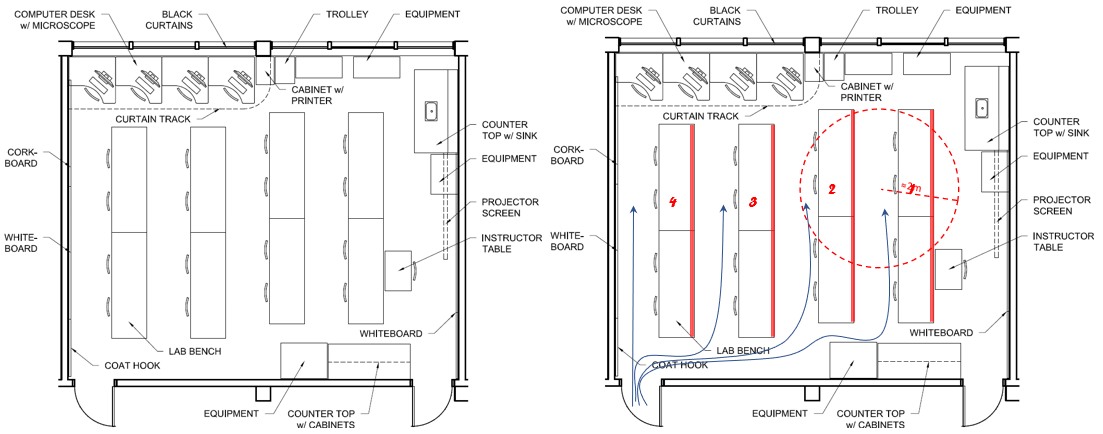 COMPUTER DESK
w/ MICROSCOPE
BLACK
CURTAINS
TROLLEY
EQUIPMENT
CABINET w/
PRINTER
CURTAIN TRACK
COUNTER
TOP w/ SINK
CORK-
BOARD
EQUIPMENT
PROJECTOR
SCREEN
WHITE-
BOARD
INSTRUCTOR
TABLE
WHITEBOARD
LAB BENCH
COAT HOOK
EQUIPMENT
COUNTER TOP
w/ CABINETS
COMPUTER DESK
w/ MICROSCOPE
BLACK
CURTAINS
TROLLEY
EQUIPMENT
CABINET w/
PRINTER
CURTAIN TRACK
COUNTER
TOP w/ SINK
CORK-
BOARD
EQUIPMENT
4
3
2
1
≈2m
PROJECTOR
SCREEN
WHITE-
BOARD
INSTRUCTOR
TABLE
WHITEBOARD
LAB BENCH
COAT HOOK
EQUIPMENT
COUNTER TOP
w/ CABINETS